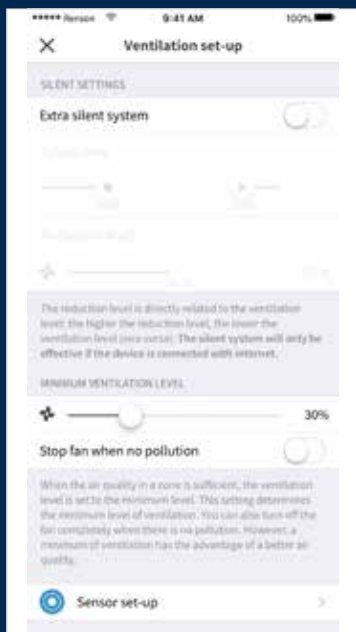 Renson 9:41 AM 100%
Ventilation set-up
SILENT SETTINGS
Extra silent system
The reduction level is directly related to the ventilation
level: the higher the reduction level, the lower the
ventilation level (vice versa). The silent system will only be
effective if the device is connected with internet.
MINIMUM VENTILATION LEVEL
30%
Stop fan when no pollution
When the air quality in a zone is sufficient, the ventilation
level is set to the minimum level. This setting determines
the minimum level of ventilation. You can also turn off the
fan completely when there is no pollution. However, a
minimum of ventilation has the advantage of a better air
quality.
Sensor set-up